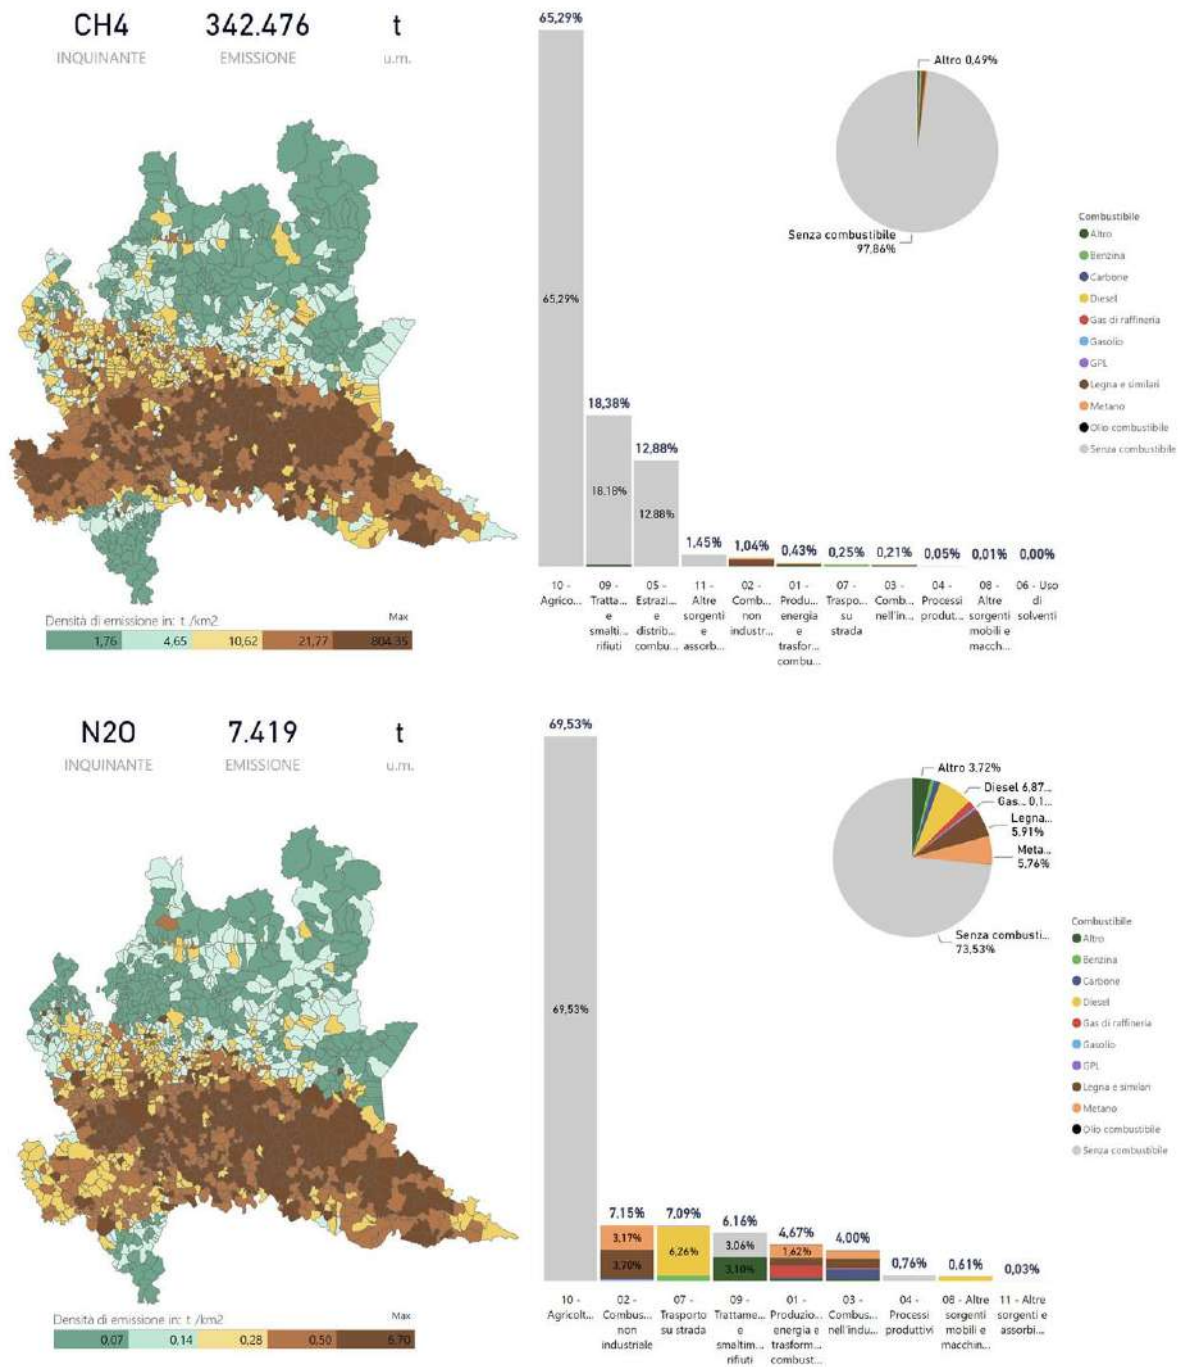 CH4 342.476 t
INQUINANTE EMISSIONE u.m.
65,29%
65,29%
18,38%
18,18%
12,88%
12,88%
1,45%
1,04%
0,43%
0,25%
0,21%
0,05%
0,01%
0,00%
10 -
Agrico...
09 -
Tratta...
e
smalti...
rifiuti
05 -
Estrazi...
e
distrib...
combu...
11 -
Altre
sorgenti
e
assorb...
02 -
Comb...
non
industr...
01 -
Produ...
energia
e
trasfor...
combu...
07 -
Traspo...
su
strada
03 -
Comb...
nell'in...
04 -
Processi
produt...
08 -
Altre
sorgenti
mobili e
macch...
06 - Uso
di
solventi
Altro 0,49%
Senza combustibile
97,86%
Combustibile
Altro
Benzina
Carbone
Diesel
Gas di raffineria
Gasolio
GPL
Legna e similari
Metano
Olio combustibile
Senza combustibile
Densità di emissione in: t /km2 Max
1,76 4,65 10,62 21,77 804,35
N2O 7.419 t
INQUINANTE EMISSIONE u.m.
69,53%
69,53%
7,15%
3,17%
3,70%
7,09%
6,26%
6,16%
3,06%
3,10%
4,67%
1,62%
4,00%
0,76%
0,61%
0,03%
10 -
Agricolt...
02 -
Combus...
non
industriale
07 -
Trasporto
su strada
09 -
Trattame...
e
smaltim...
rifiuti
01 -
Produzio...
energia e
trasform...
combust...
03 -
Combus...
nell'indu...
04 -
Processi
produttivi
08 - Altre
sorgenti
mobili e
macchin...
11 - Altre
sorgenti e
assorbi...
Altro 3,72%
Diesel 6,87...
Gas... 0,1...
Legna...
5,91%
Meta...
5,76%
Senza combusti...
73,53%
Combustibile
Altro
Benzina
Carbone
Diesel
Gas di raffineria
Gasolio
GPL
Legna e similari
Metano
Olio combustibile
Senza combustibile
Densità di emissione in: t /km2 Max
0,07 0,14 0,28 0,50 6,70